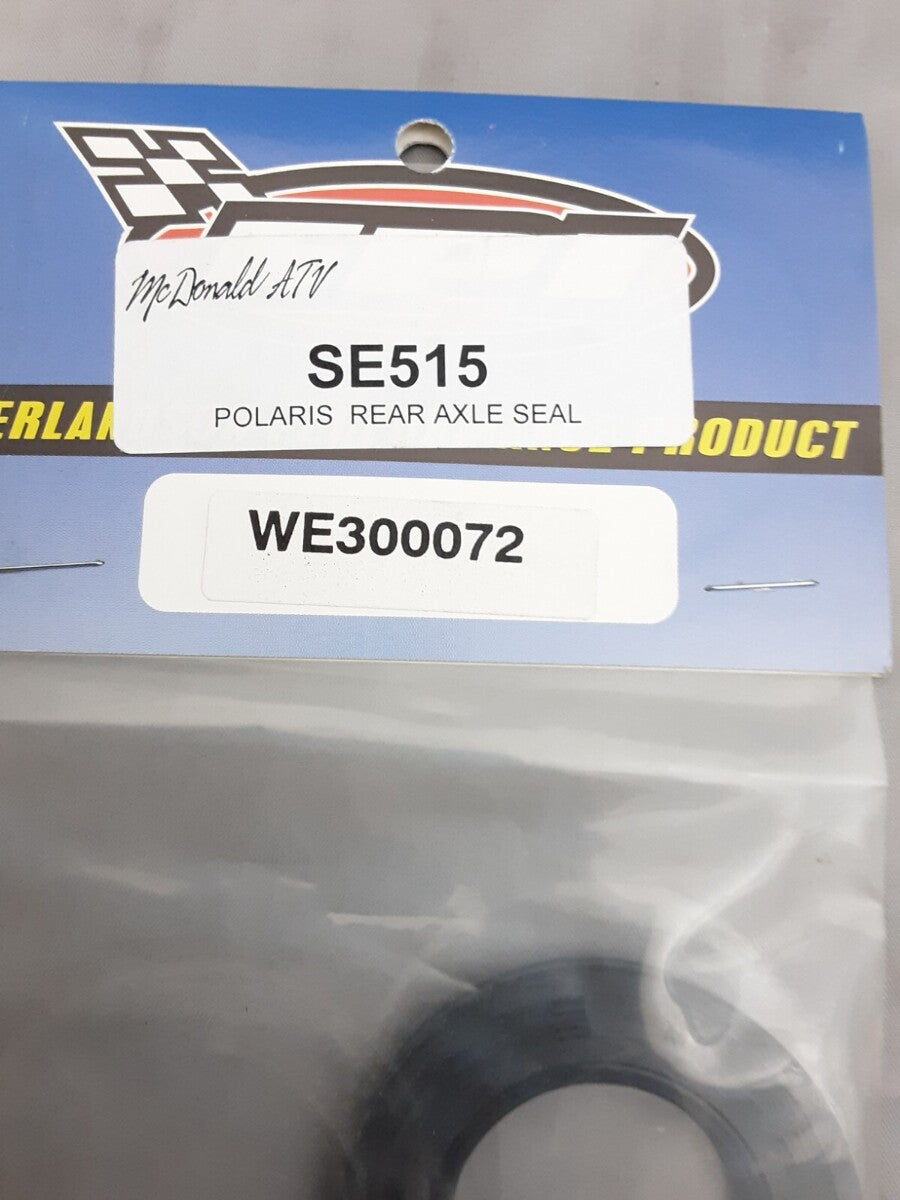 McDonald ATV
SE515
POLARIS REAR AXLE SEAL
PRODUCT
WE300072